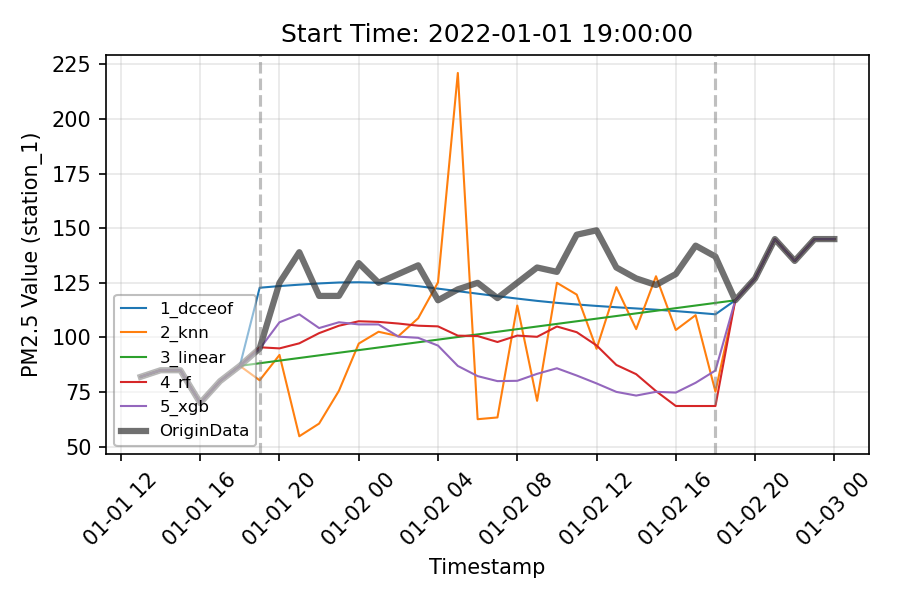 Start Time: 2022-01-01 19:00:00
PM2.5 Value (station_1)
225
200
175
150
125
100
75
50
1_dcceof
2_knn
3_linear
4_rf
5_xgb
OriginData
01-01 12
01-01 16
01-01 20
01-02 00
01-02 04
01-02 08
01-02 12
01-02 16
01-02 20
01-03 00
Timestamp